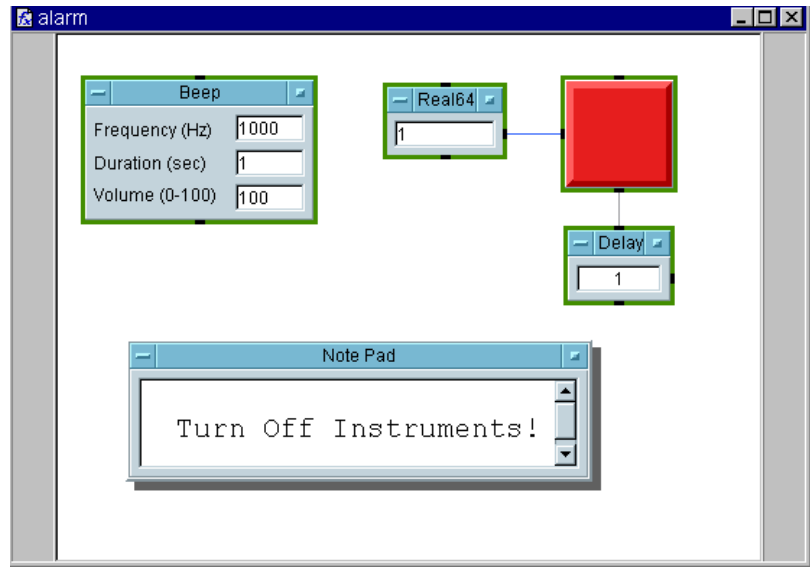 alarm
Beep
Frequency (Hz) 1000
Duration (sec) 1
Volume (0-100) 100
Real64
1
Delay
1
Note Pad
Turn Off Instruments!